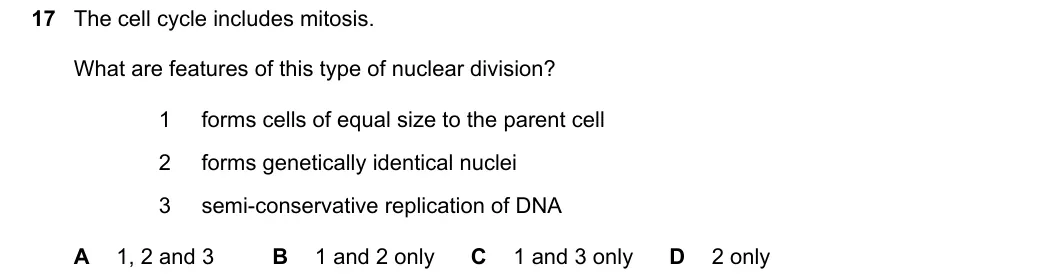 17 The cell cycle includes mitosis.
What are features of this type of nuclear division?
1 forms cells of equal size to the parent cell
2 forms genetically identical nuclei
3 semi-conservative replication of DNA
A 1, 2 and 3 B 1 and 2 only C 1 and 3 only D 2 only